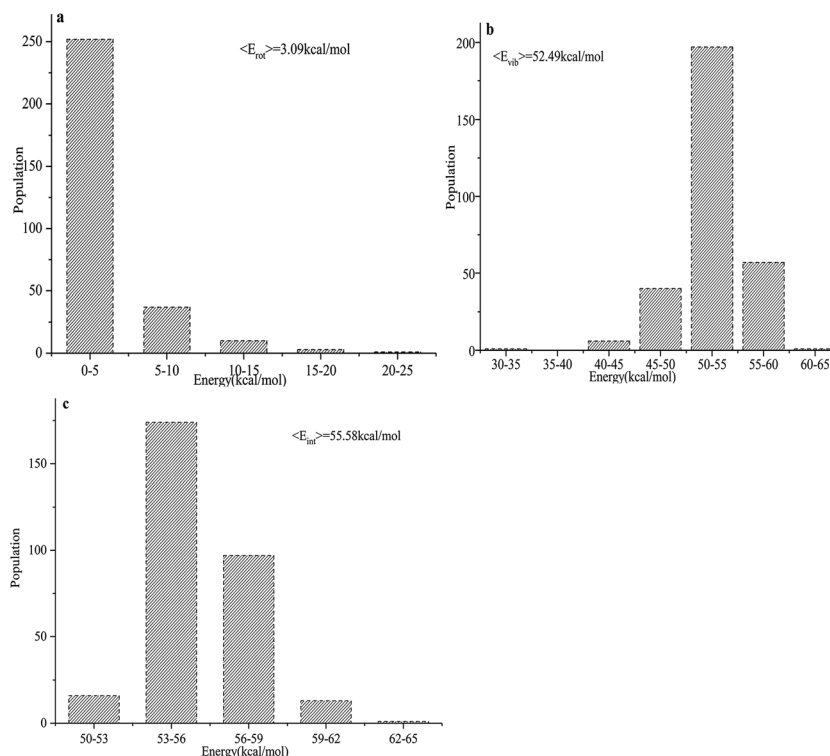 a
<E_rot>=3.09kcal/mol
Population
250
200
150
100
50
0
0-5 5-10 10-15 15-20 20-25
Energy(kcal/mol)
b
<E_vib>=52.49kcal/mol
Population
200
150
100
50
0
30-35 35-40 40-45 45-50 50-55 55-60 60-65
Energy(kcal/mol)
c
<E_int>=55.58kcal/mol
Population
150
100
50
0
50-53 53-56 56-59 59-62 62-65
Energy(kcal/mol)